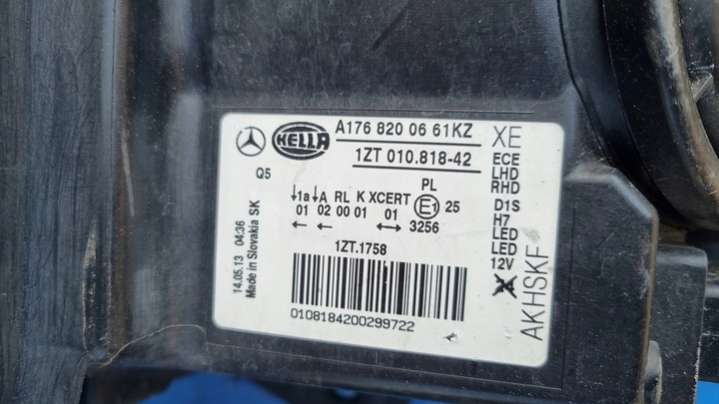 HELLA
A176 820 06 61KZ
1ZT 010.818-42
XE
ECE
LHD
RHD
D1S
H7
LED
LED
12V
Q5
1a A RL K XCERT
PL
E1 25
01 02 00 01 01
3256
1ZT.1758
14.05.13 04:36
Made in Slovakia SK
0108184200299722
AKHSKF